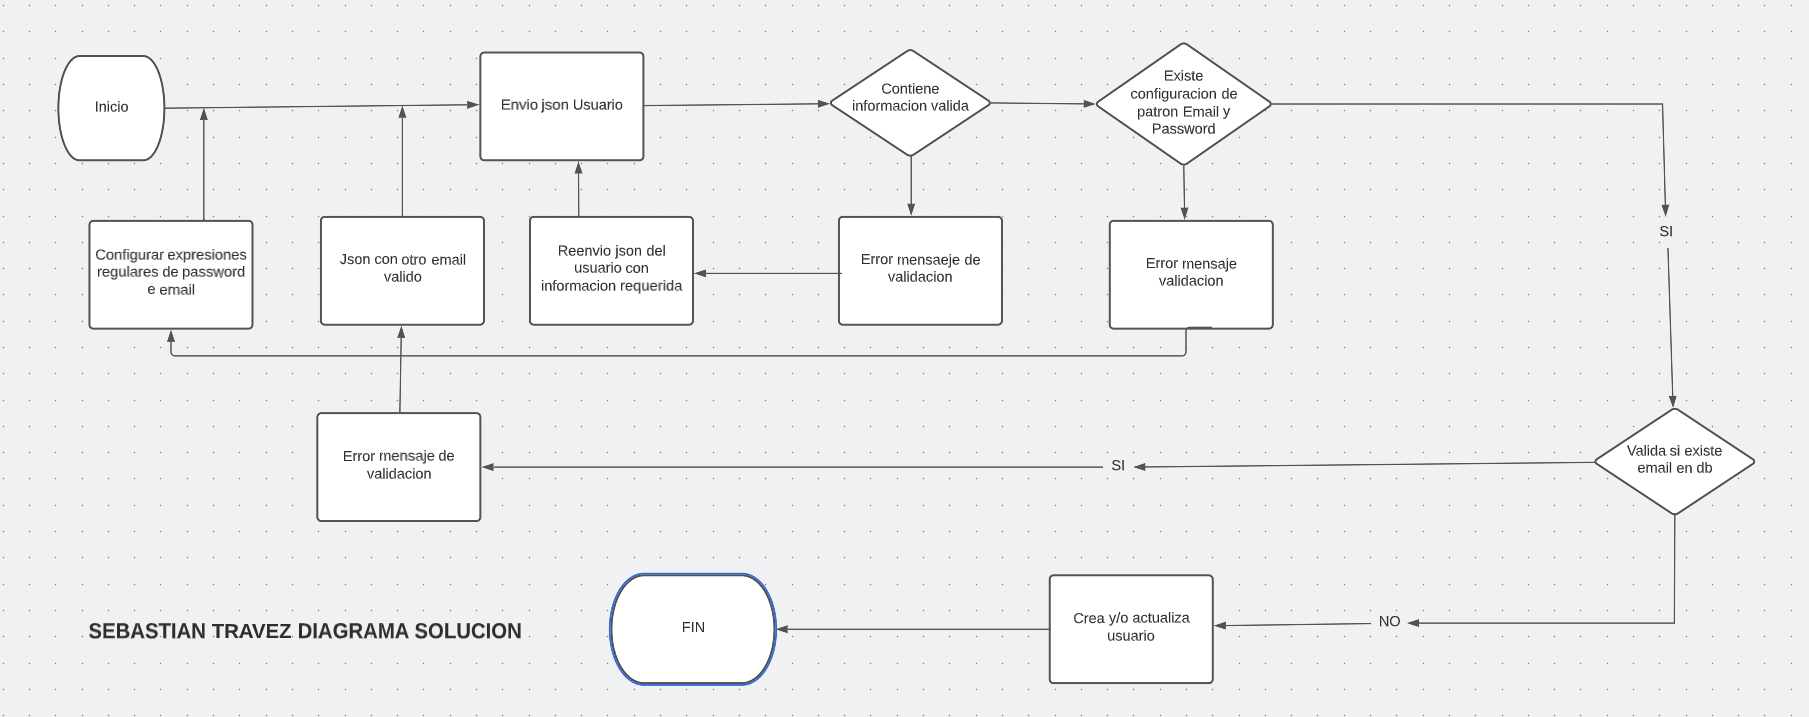 Inicio
Envio json Usuario
Contiene
informacion valida
Existe
configuracion de
patron Email y
Password
SI
Configurar expresiones
regulares de password
e email
Json con otro email
valido
Reenvio json del
usuario con
informacion requerida
Error mensaeje de
validacion
Error mensaje
validacion
Error mensaje de
validacion
SI
Valida si existe
email en db
SEBASTIAN TRAVEZ DIAGRAMA SOLUCION
FIN
Crea y/o actualiza
usuario
NO